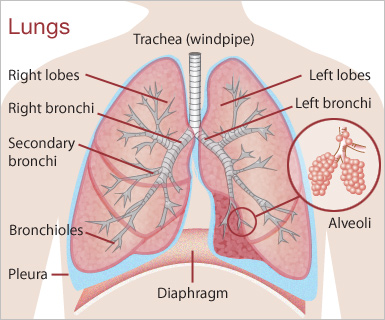 Lungs
Trachea (windpipe)
Right lobes
Left lobes
Right bronchi
Left bronchi
Secondary
bronchi
Bronchioles
Alveoli
Pleura
Diaphragm